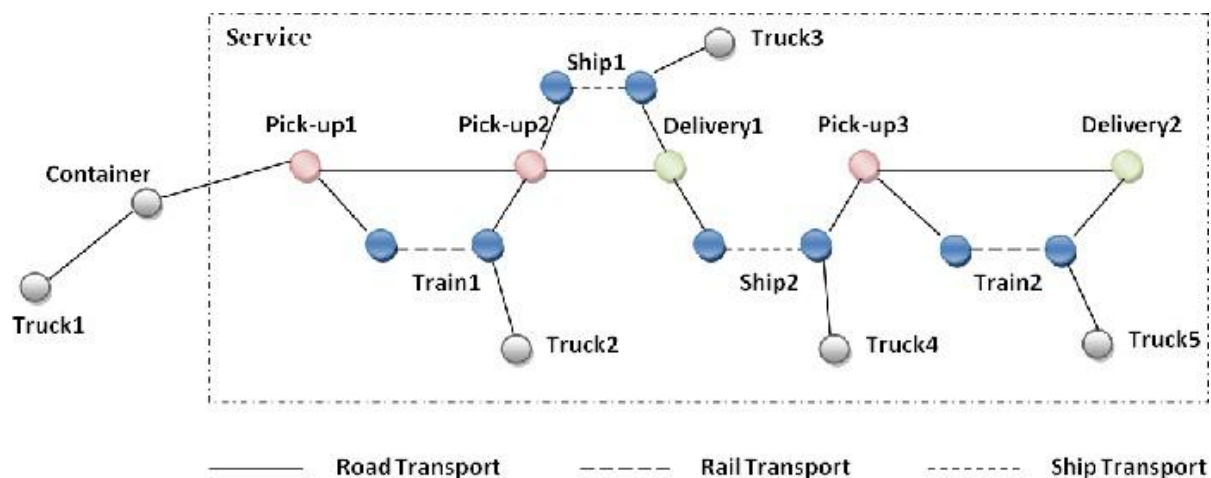 Service
Truck3
Ship1
Pick-up1
Pick-up2
Delivery1
Pick-up3
Delivery2
Container
Train1
Ship2
Train2
Truck1
Truck2
Truck4
Truck5
Road Transport
Rail Transport
Ship Transport